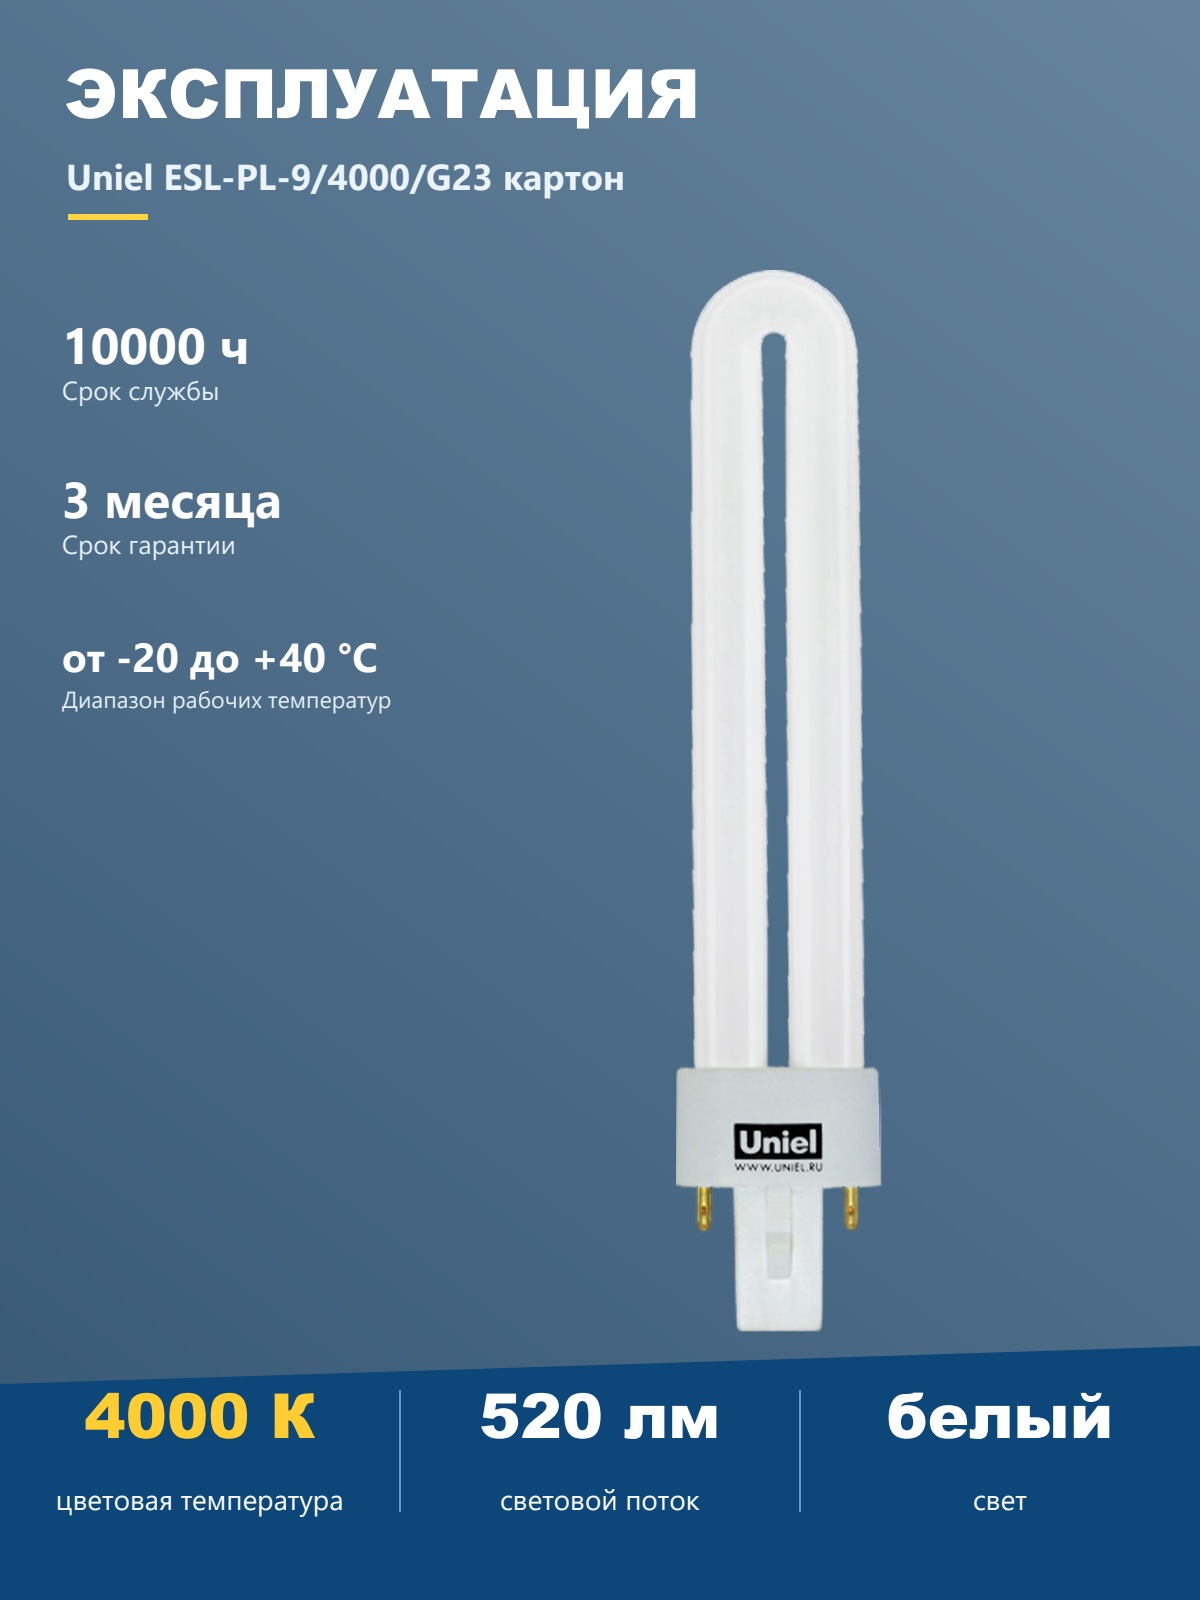 ЭКСПЛУАТАЦИЯ
Uniel ESL-PL-9/4000/G23 картон
10000 ч
Срок службы
3 месяца
Срок гарантии
от -20 до +40 °C
Диапазон рабочих температур
Uniel
WWW.UNIEL.RU
4000 К
цветовая температура
520 лм
световой поток
белый
свет